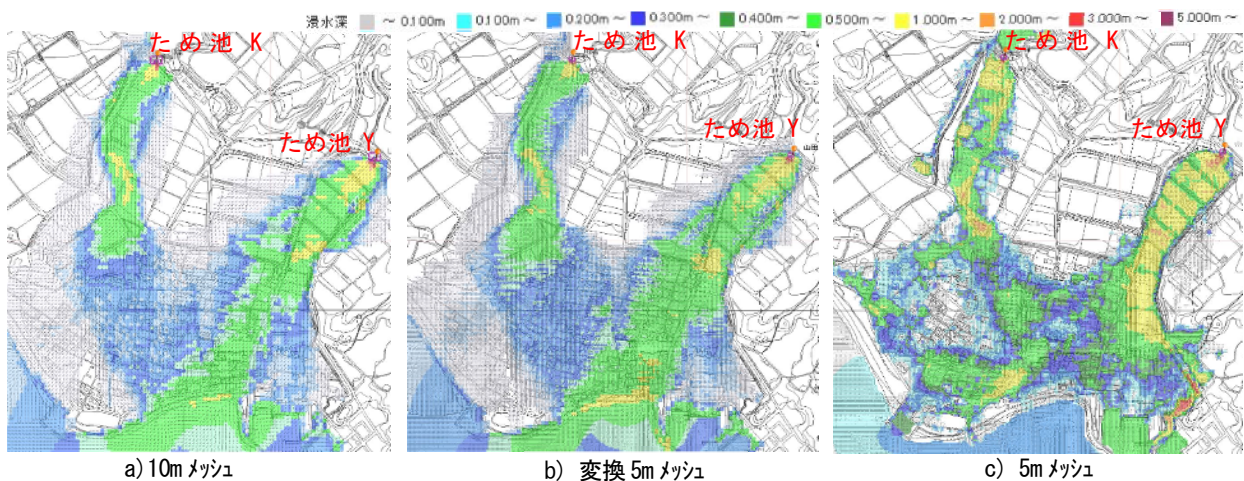 浸水深 ～ 0.100m 0.100m ～ 0.200m ～ 0.300m ～ 0.400m ～ 0.500m ～ 1.000m ～ 2.000m ～ 3.000m ～ 5.000m ～
ため池 K ため池 K ため池 K
ため池 Y ため池 Y ため池 Y
a)10m ﾒｯｼｭ b) 変換 5m ﾒｯｼｭ c) 5m ﾒｯｼｭ